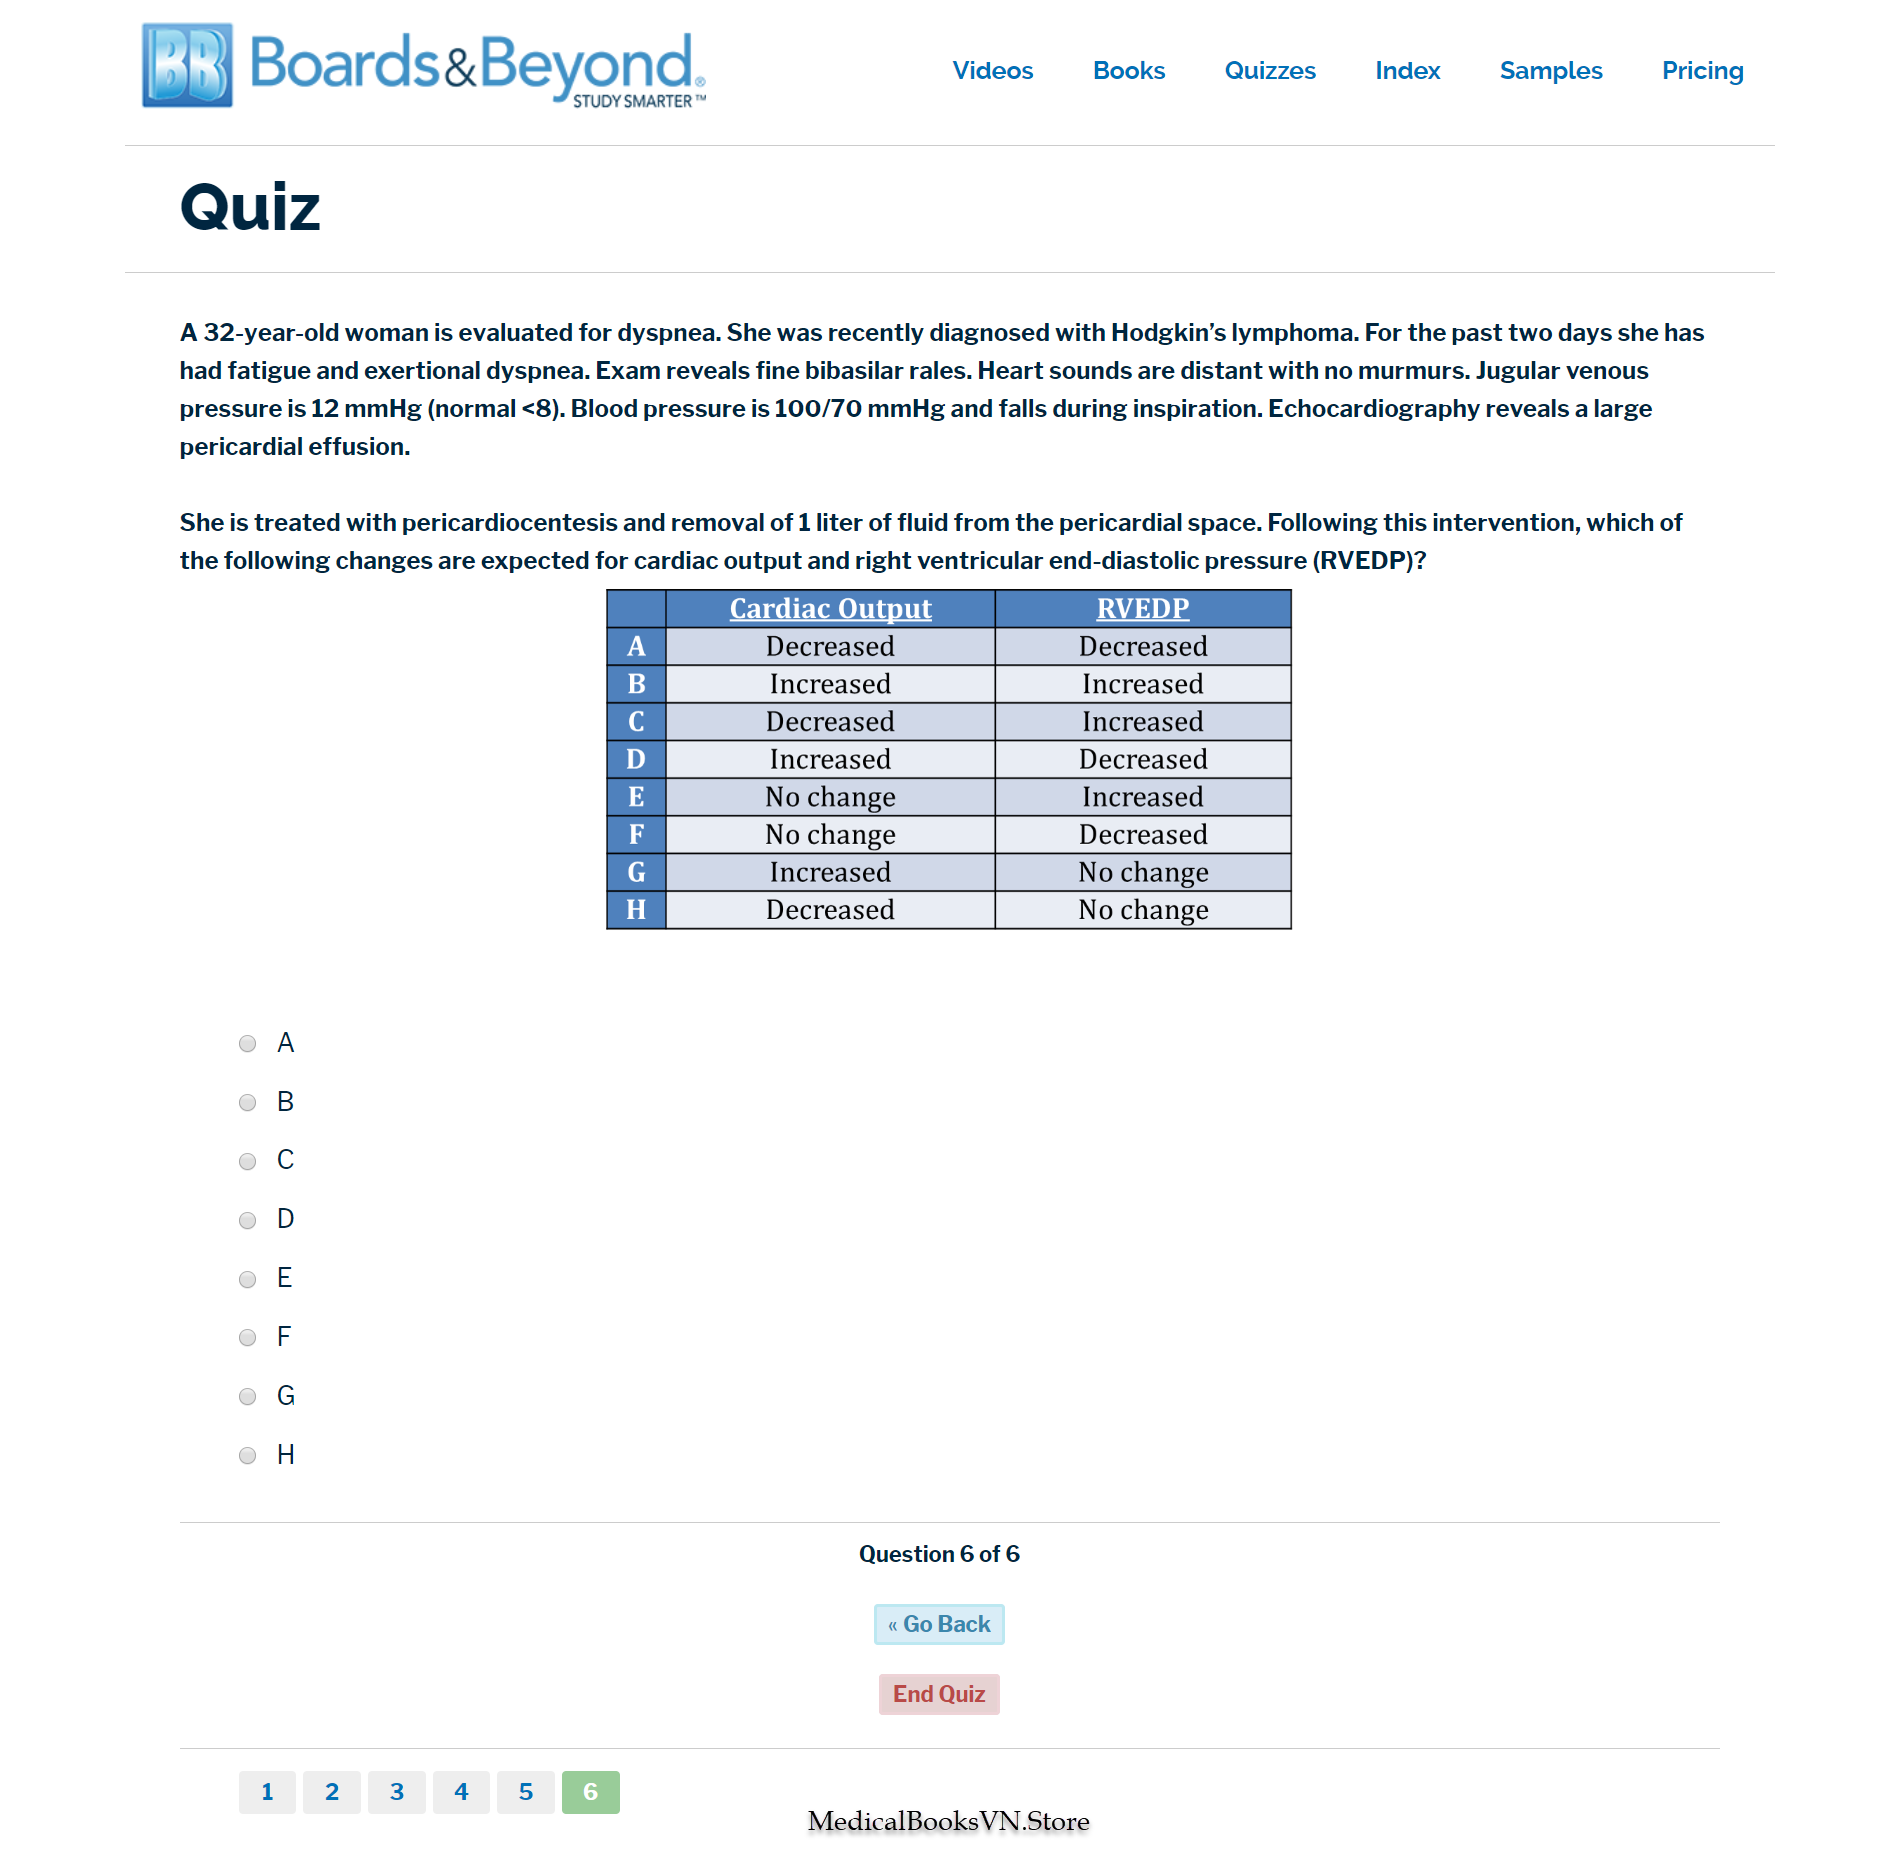 BB Boards&Beyond®
STUDY SMARTER™
Videos Books Quizzes Index Samples Pricing
Quiz
A 32-year-old woman is evaluated for dyspnea. She was recently diagnosed with Hodgkin’s lymphoma. For the past two days she has
had fatigue and exertional dyspnea. Exam reveals fine bibasilar rales. Heart sounds are distant with no murmurs. Jugular venous
pressure is 12 mmHg (normal <8). Blood pressure is 100/70 mmHg and falls during inspiration. Echocardiography reveals a large
pericardial effusion.
She is treated with pericardiocentesis and removal of 1 liter of fluid from the pericardial space. Following this intervention, which of
the following changes are expected for cardiac output and right ventricular end-diastolic pressure (RVEDP)?
Cardiac Output RVEDP
A Decreased Decreased
B Increased Increased
C Decreased Increased
D Increased Decreased
E No change Increased
F No change Decreased
G Increased No change
H Decreased No change
A
B
C
D
E
F
G
H
Question 6 of 6
« Go Back
End Quiz
1 2 3 4 5 6
MedicalBooksVN.Store